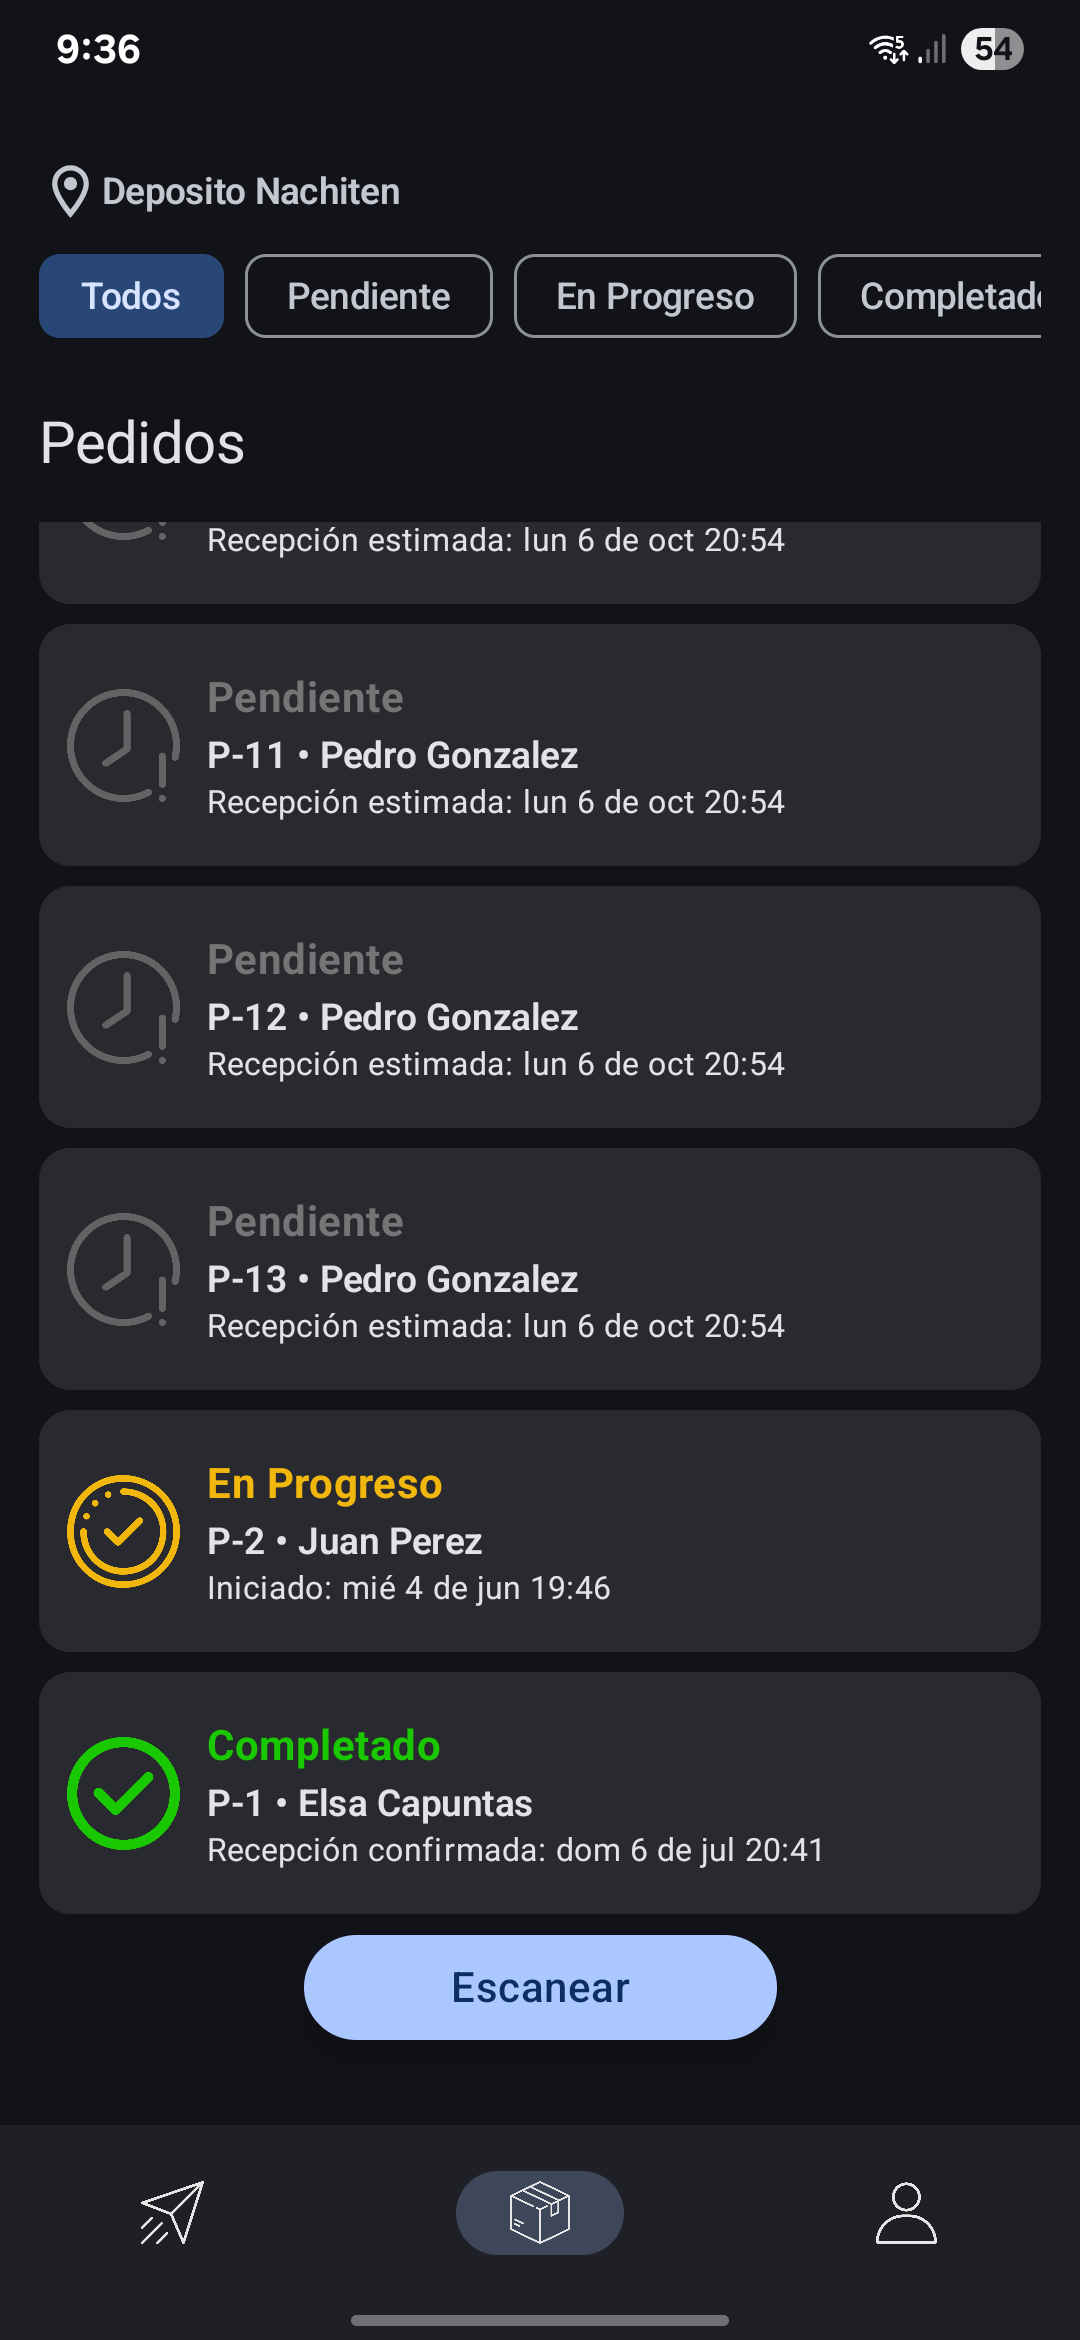 9:36
5
54
Deposito Nachiten
Todos
Pendiente
En Progreso
Completado
Pedidos
Recepción estimada: lun 6 de oct 20:54
Pendiente
P-11 • Pedro Gonzalez
Recepción estimada: lun 6 de oct 20:54
Pendiente
P-12 • Pedro Gonzalez
Recepción estimada: lun 6 de oct 20:54
Pendiente
P-13 • Pedro Gonzalez
Recepción estimada: lun 6 de oct 20:54
En Progreso
P-2 • Juan Perez
Iniciado: mié 4 de jun 19:46
Completado
P-1 • Elsa Capuntas
Recepción confirmada: dom 6 de jul 20:41
Escanear